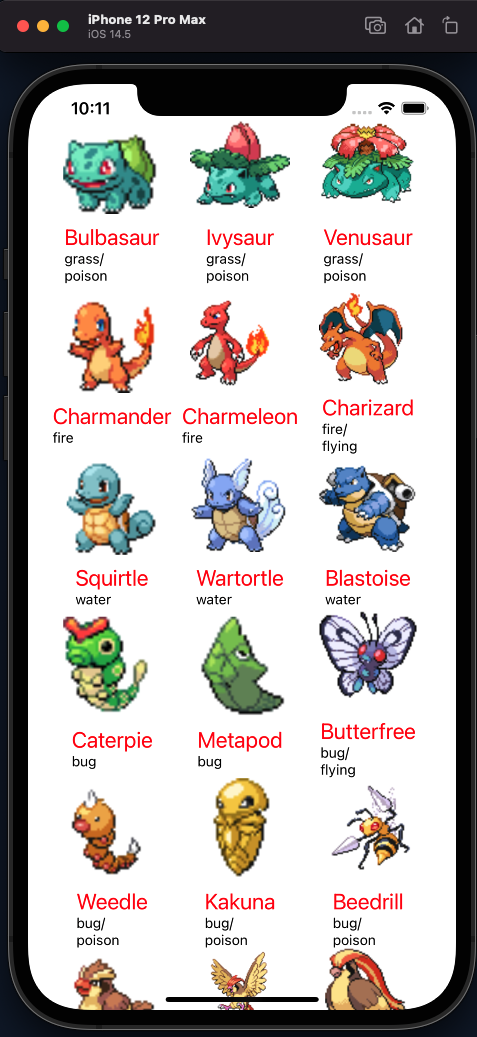 iPhone 12 Pro Max
iOS 14.5
10:11
Bulbasaur
grass/
poison
Ivysaur
grass/
poison
Venusaur
grass/
poison
Charmander
fire
Charmeleon
fire
Charizard
fire/
flying
Squirtle
water
Wartortle
water
Blastoise
water
Caterpie
bug
Metapod
bug
Butterfree
bug/
flying
Weedle
bug/
poison
Kakuna
bug/
poison
Beedrill
bug/
poison